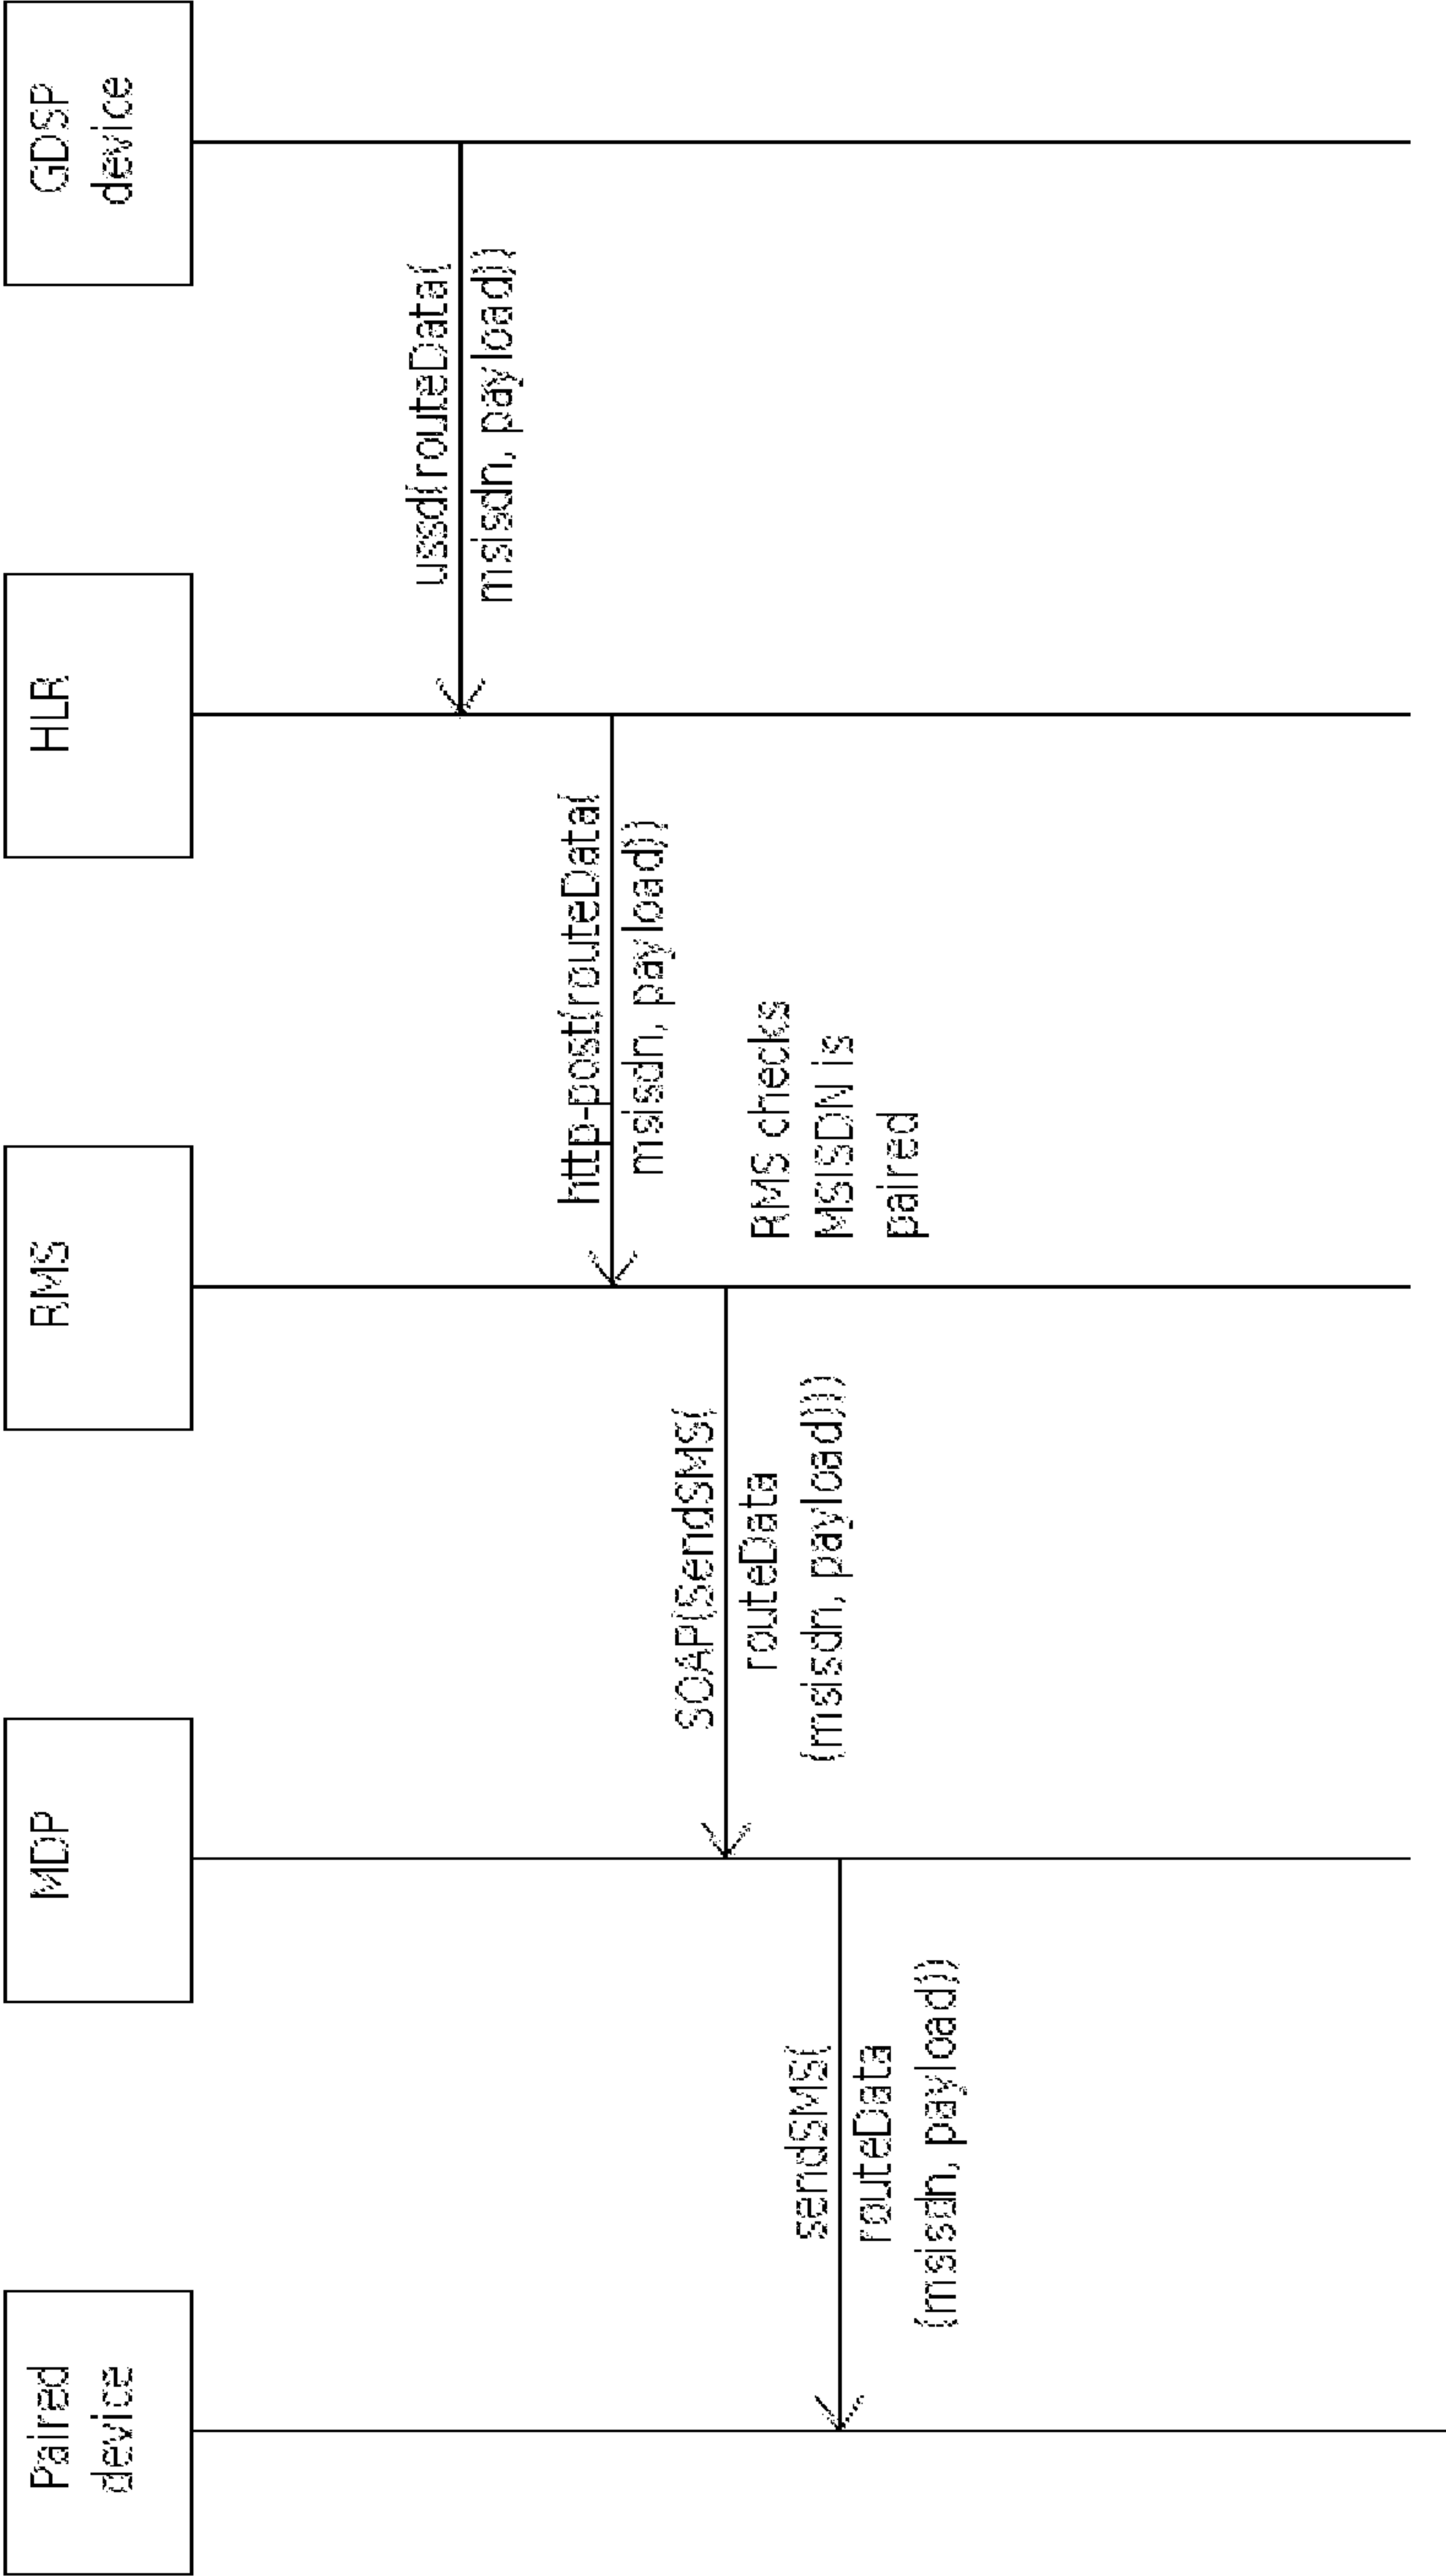 Paired
device
MDP
RMS
HLR
GDSP
device
ussd(routeData(
msisdn, payload))
http-post(routeData(
msisdn, payload))
RMS checks
MSISDN is
paired
SOAP(SendSMS(
routeData
(msisdn, payload)))
sendSMS(
routeData
(msisdn, payload))